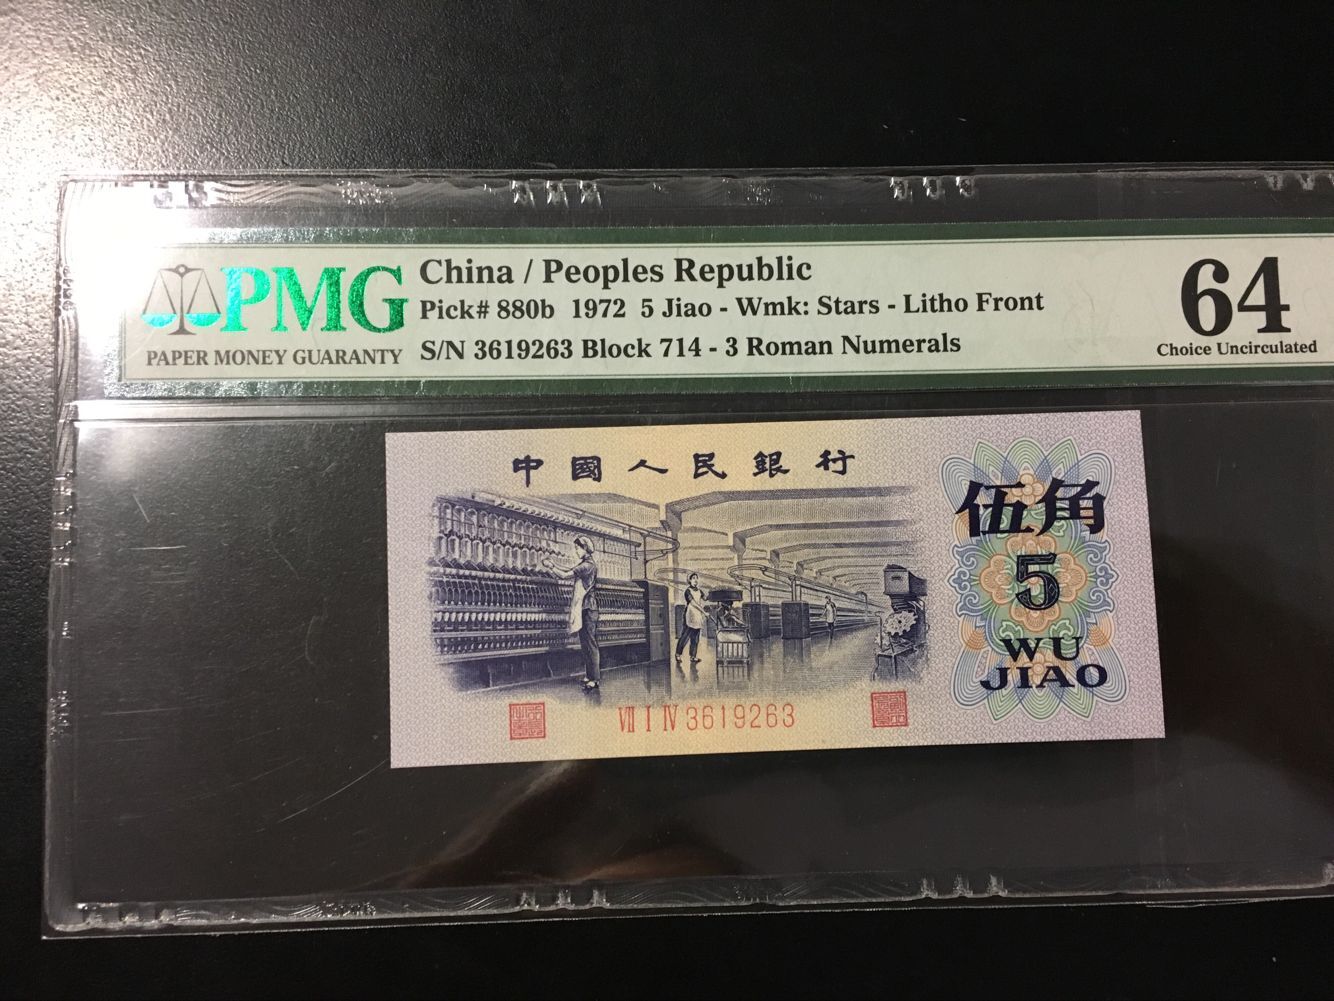 PMG
PAPER MONEY GUARANTY
China / Peoples Republic
Pick# 880b 1972 5 Jiao - Wmk: Stars - Litho Front
S/N 3619263 Block 714 - 3 Roman Numerals
64
Choice Uncirculated
中國人民銀行
伍角
5
WU
JIAO
VII I IV 3619263